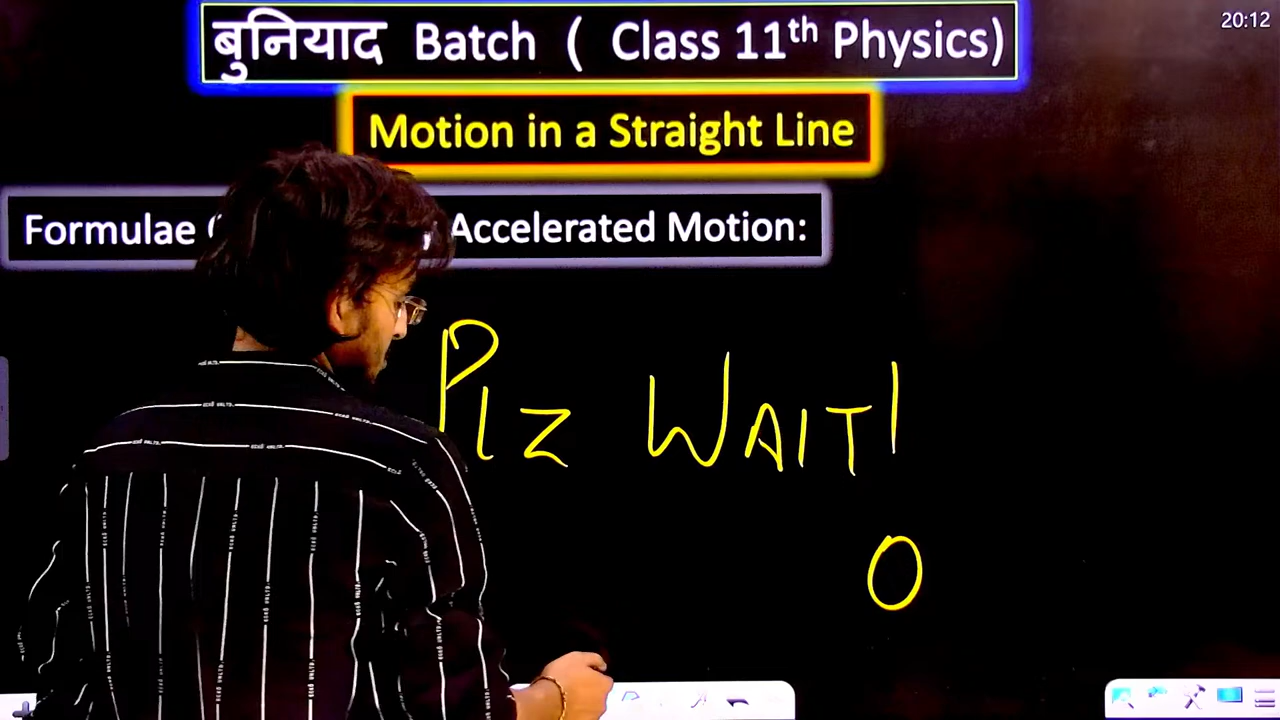 20:12
बुनियाद Batch ( Class 11th Physics)
Motion in a Straight Line
Formulae Accelerated Motion:
Plz WAIT!
0